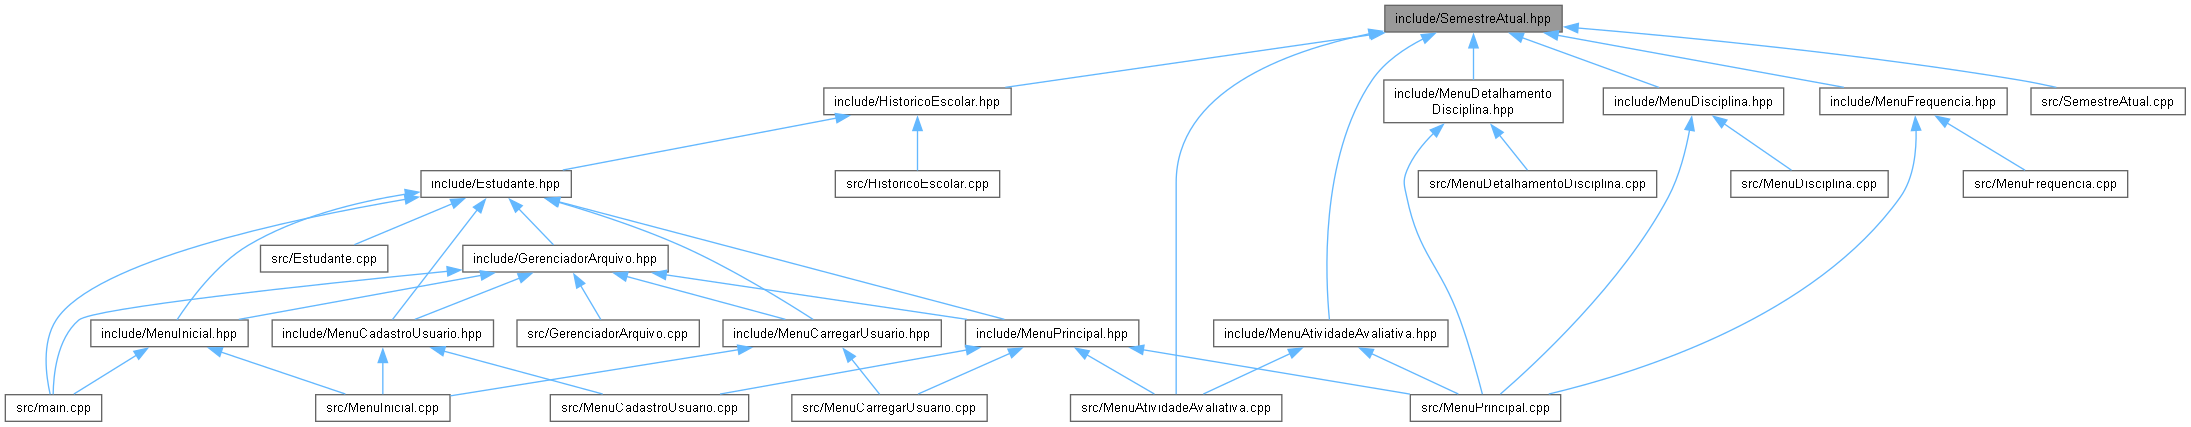 include/SemestreAtual.hpp
include/HistoricoEscolar.hpp
include/MenuDetalhamento
Disciplina.hpp
include/MenuDisciplina.hpp
include/MenuFrequencia.hpp
src/SemestreAtual.cpp
include/Estudante.hpp
src/HistoricoEscolar.cpp
src/MenuDetalhamentoDisciplina.cpp
src/MenuDisciplina.cpp
src/MenuFrequencia.cpp
src/Estudante.cpp
include/GerenciadorArquivo.hpp
include/MenuInicial.hpp
include/MenuCadastroUsuario.hpp
src/GerenciadorArquivo.cpp
include/MenuCarregarUsuario.hpp
include/MenuPrincipal.hpp
include/MenuAtividadeAvaliativa.hpp
src/main.cpp
src/MenuInicial.cpp
src/MenuCadastroUsuario.cpp
src/MenuCarregarUsuario.cpp
src/MenuAtividadeAvaliativa.cpp
src/MenuPrincipal.cpp